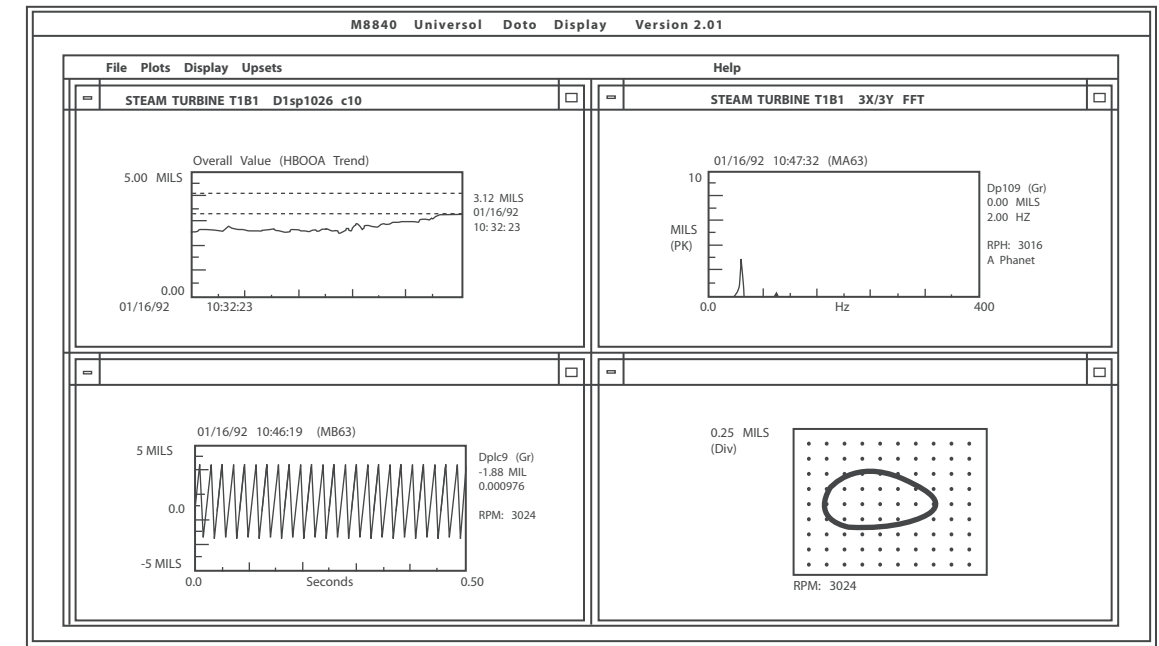 M8840 Universol Doto Display Version 2.01
File Plots Display Upsets Help
STEAM TURBINE T1B1 D1sp1026 c10
Overall Value (HBOOA Trend)
5.00 MILS
3.12 MILS
01/16/92
10: 32: 23
0.00
01/16/92 10:32:23
STEAM TURBINE T1B1 3X/3Y FFT
01/16/92 10:47:32 (MA63)
10
MILS
(PK)
Dp109 (Gr)
0.00 MILS
2.00 HZ
RPH: 3016
A Phanet
0.0 Hz 400
01/16/92 10:46:19 (MB63)
5 MILS
0.0
-5 MILS
Dplc9 (Gr)
-1.88 MIL
0.000976
RPM: 3024
0.0 Seconds 0.50
0.25 MILS
(Div)
RPM: 3024